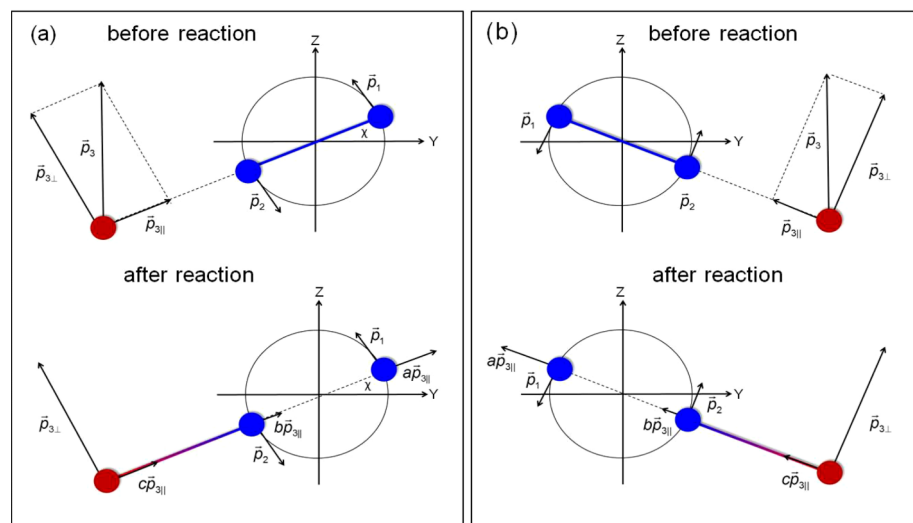 (a) before reaction
Z
p⃗₁
p⃗₃
χ
Y
p⃗₃⊥
p⃗₂
p⃗₃||
after reaction
Z
p⃗₁
ap⃗₃||
χ
Y
p⃗₃⊥
bp⃗₃||
p⃗₂
cp⃗₃||
(b) before reaction
Z
p⃗₁
p⃗₃
Y
p⃗₃⊥
p⃗₂
p⃗₃||
after reaction
Z
ap⃗₃||
p⃗₁
Y
p⃗₂
bp⃗₃||
p⃗₃⊥
cp⃗₃||